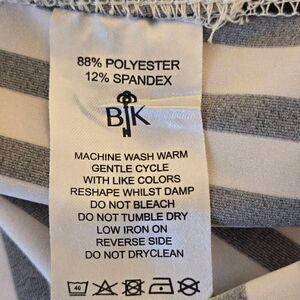 88% POLYESTER
12% SPANDEX
BK
MACHINE WASH WARM
GENTLE CYCLE
WITH LIKE COLORS
RESHAPE WHILST DAMP
DO NOT BLEACH
DO NOT TUMBLE DRY
LOW IRON ON
REVERSE SIDE
DO NOT DRYCLEAN
40